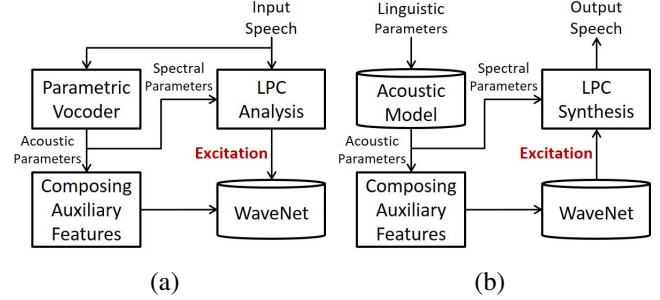 Input
Speech
Parametric
Vocoder
Spectral
Parameters
LPC
Analysis
Acoustic
Parameters
Excitation
Composing
Auxiliary
Features
WaveNet
(a)
Linguistic
Parameters
Output
Speech
Acoustic
Model
Spectral
Parameters
LPC
Synthesis
Acoustic
Parameters
Excitation
Composing
Auxiliary
Features
WaveNet
(b)